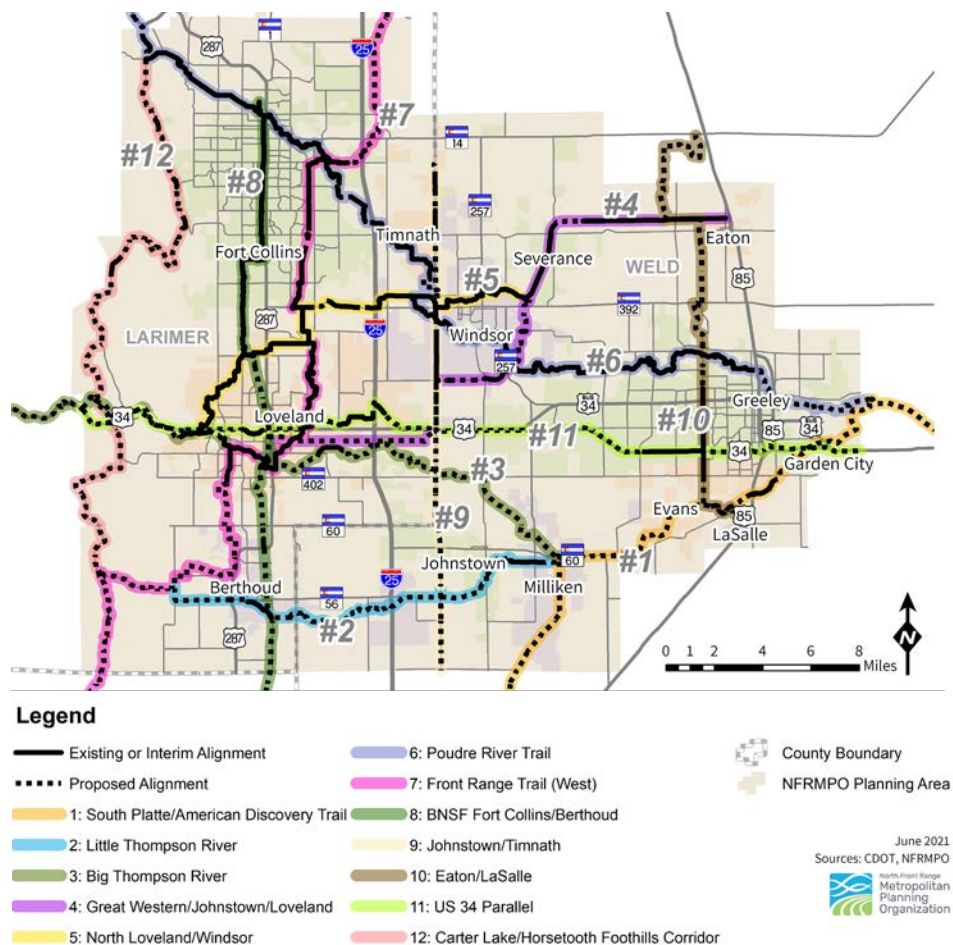 287
1
25
#7
14
#12
#8
257
#4
Timnath
Eaton
Fort Collins
Severance
WELD
#5
85
392
287
LARIMER
25
Windsor
257
#6
34
Loveland
34
Greeley
#10
34
#11
85
34
34
Garden City
402
#3
Evans
60
#9
85
LaSalle
Johnstown
60
#1
Berthoud
25
Milliken
56
#2
287
N
0 1 2 4 6 8
Miles
Legend
Existing or Interim Alignment
Proposed Alignment
1: South Platte/American Discovery Trail
2: Little Thompson River
3: Big Thompson River
4: Great Western/Johnstown/Loveland
5: North Loveland/Windsor
6: Poudre River Trail
7: Front Range Trail (West)
8: BNSF Fort Collins/Berthoud
9: Johnstown/Timnath
10: Eaton/LaSalle
11: US 34 Parallel
12: Carter Lake/Horsetooth Foothills Corridor
County Boundary
NFRMPO Planning Area
June 2021
Sources: CDOT, NFRMPO
North Front Range
Metropolitan
Planning
Organization